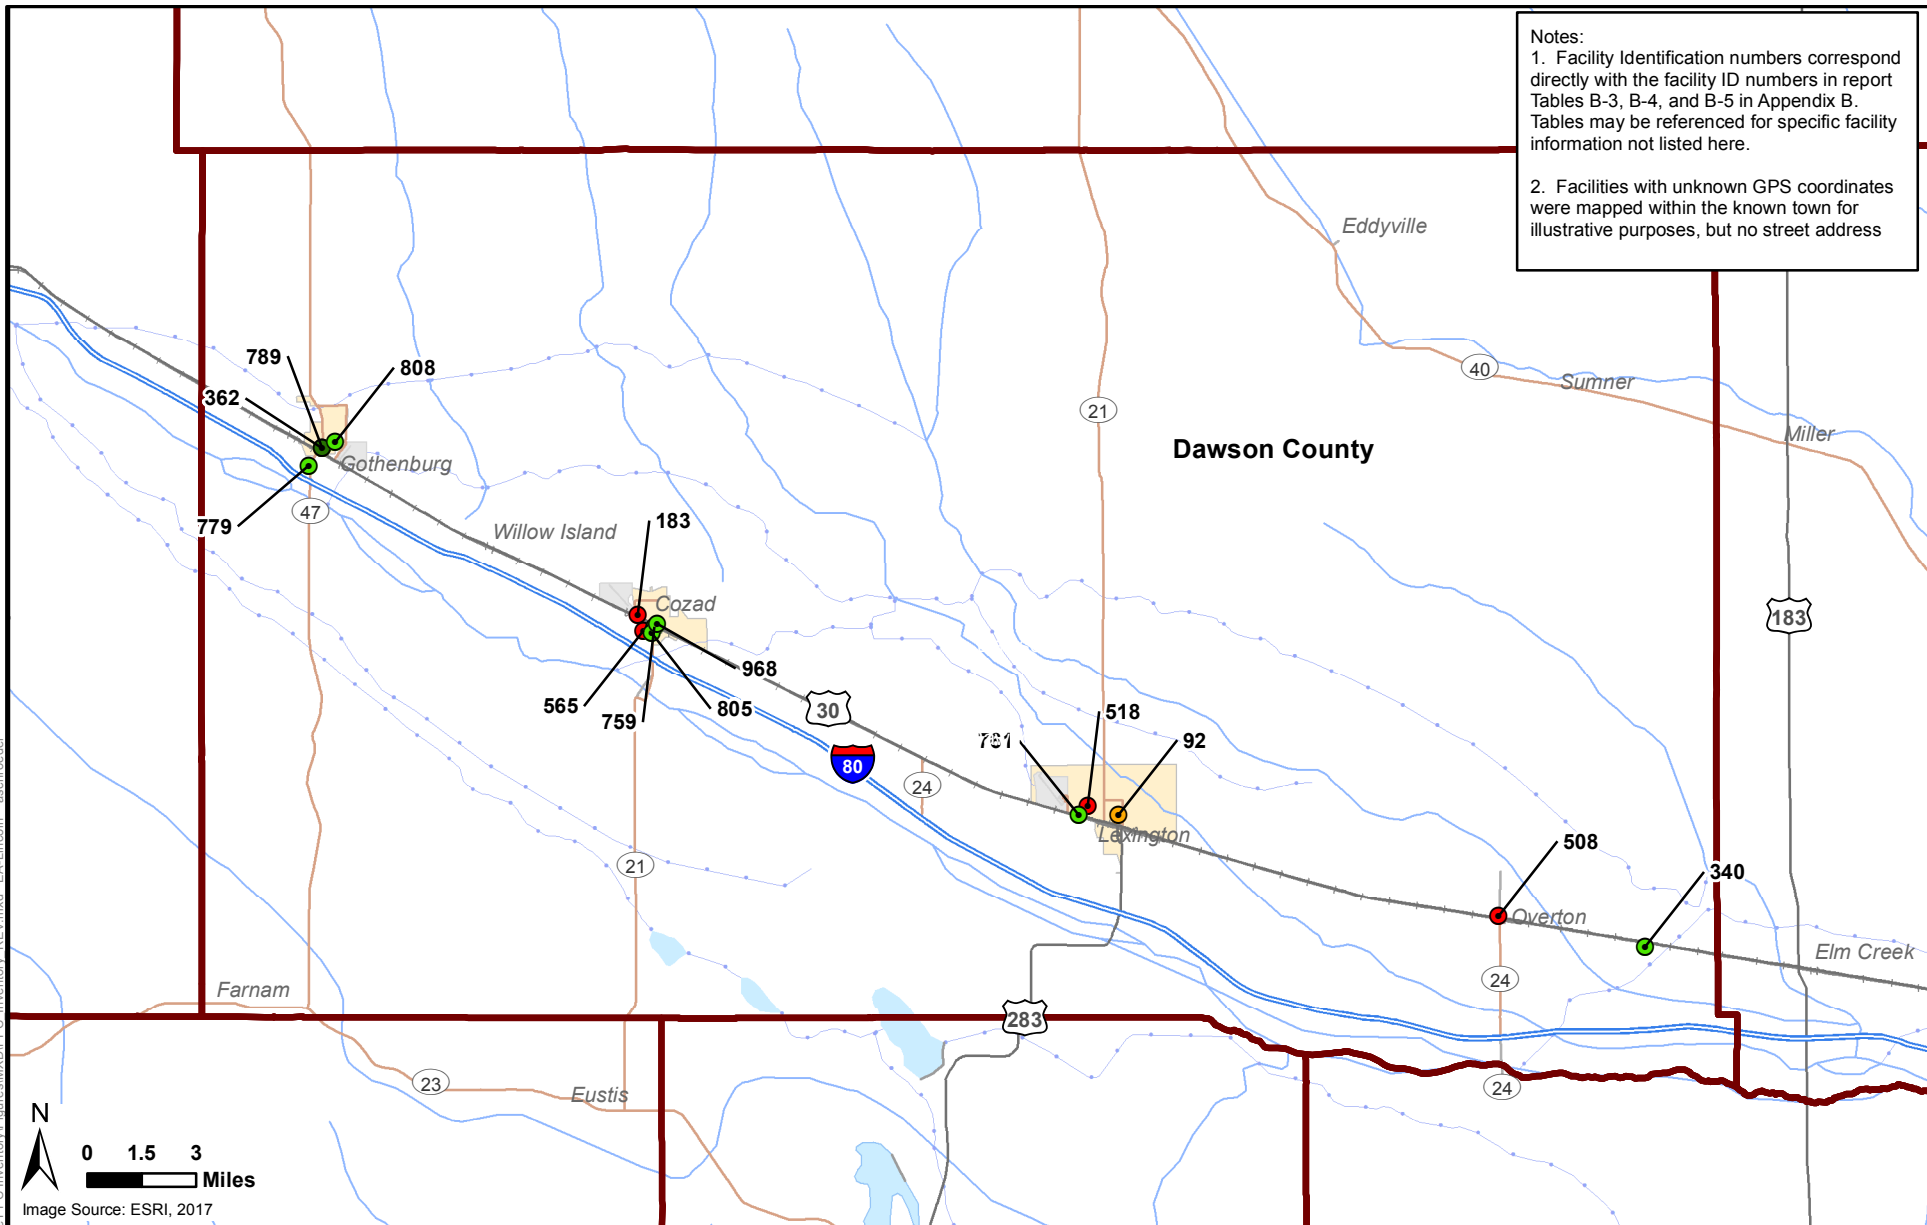 Notes:
1. Facility Identification numbers correspond
directly with the facility ID numbers in report
Tables B-3, B-4, and B-5 in Appendix B.
Tables may be referenced for specific facility
information not listed here.
2. Facilities with unknown GPS coordinates
were mapped within the known town for
illustrative purposes, but no street address
Eddyville
789
808
40
Sumner
362
21
Miller
Dawson County
Gothenburg
47
779
183
Willow Island
Cozad
183
968
565
759
805
30
518
92
80
24
Lexington
21
508
340
Overton
Elm Creek
24
Farnam
283
23
Eustis
24
N
0 1.5 3
Miles
Image Source: ESRI, 2017